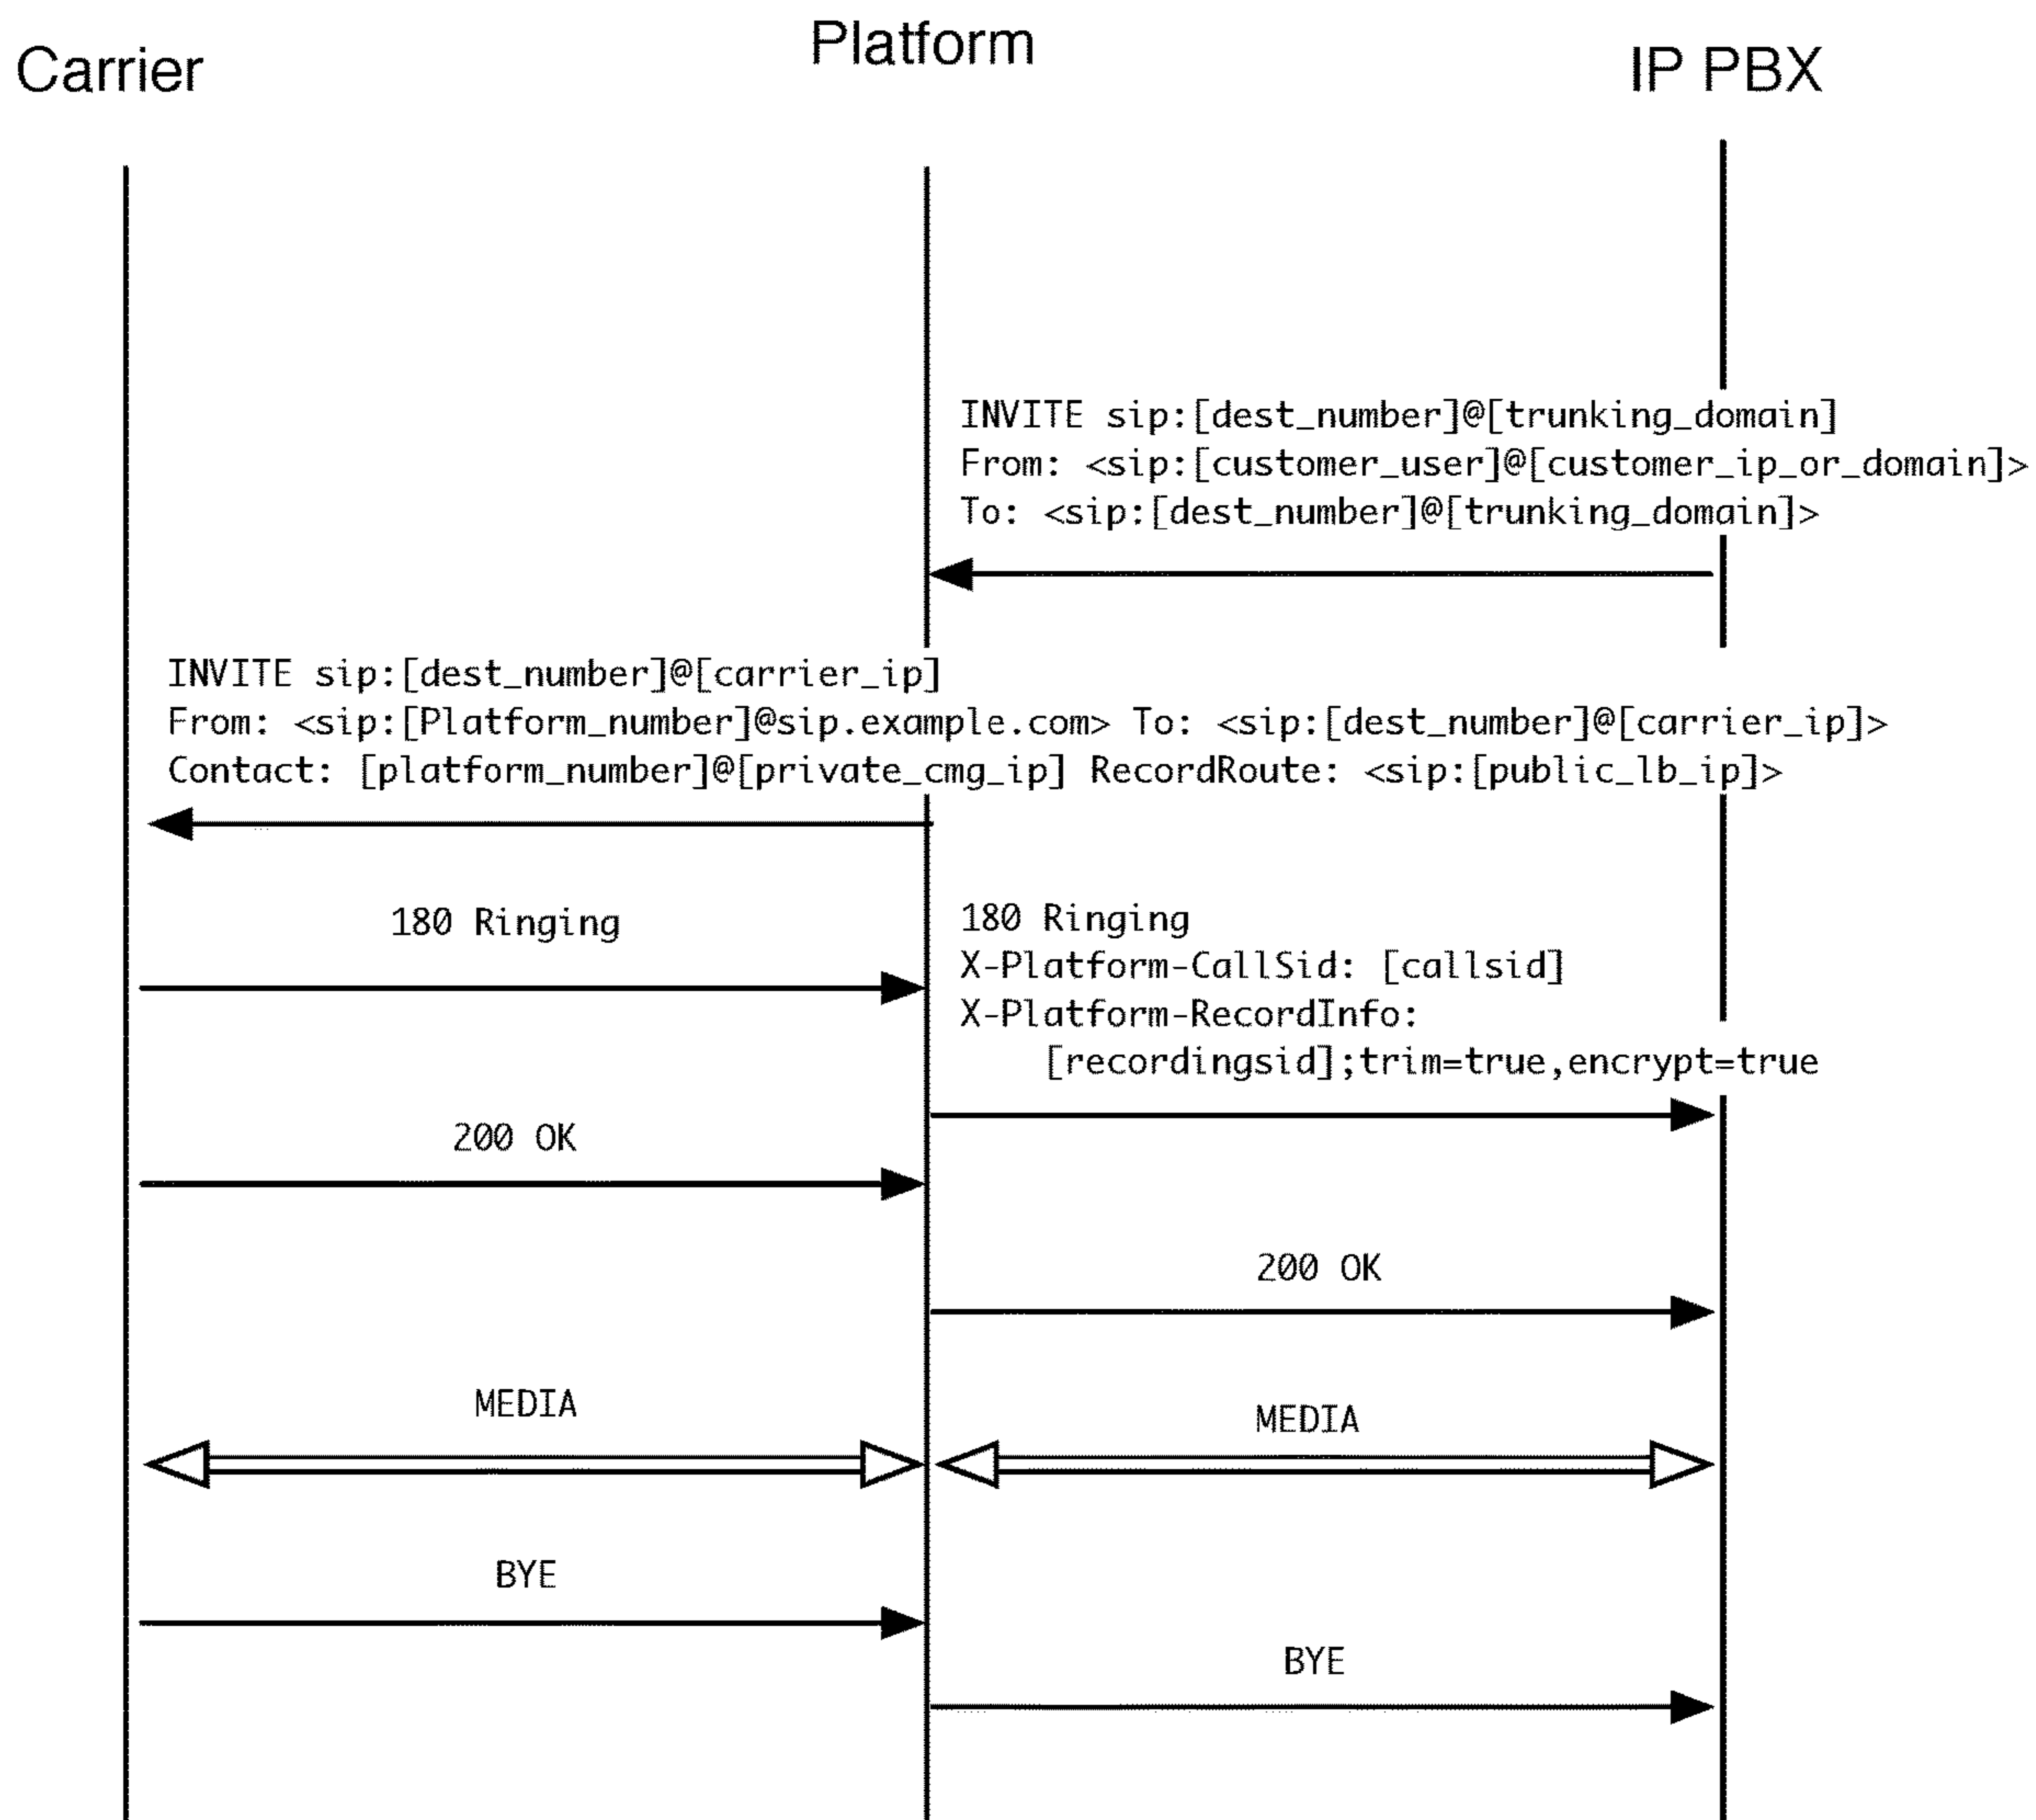 Carrier
Platform
IP PBX
INVITE sip:[dest_number]@[trunking_domain]
From: <sip:[customer_user]@[customer_ip_or_domain]>
To: <sip:[dest_number]@[trunking_domain]>
INVITE sip:[dest_number]@[carrier_ip]
From: <sip:[Platform_number]@sip.example.com> To: <sip:[dest_number]@[carrier_ip]>
Contact: [platform_number]@[private_cmg_ip] RecordRoute: <sip:[public_lb_ip]>
180 Ringing
180 Ringing
X-Platform-CallSid: [callsid]
X-Platform-RecordInfo:
[recordingsid];trim=true,encrypt=true
200 OK
200 OK
MEDIA
MEDIA
BYE
BYE